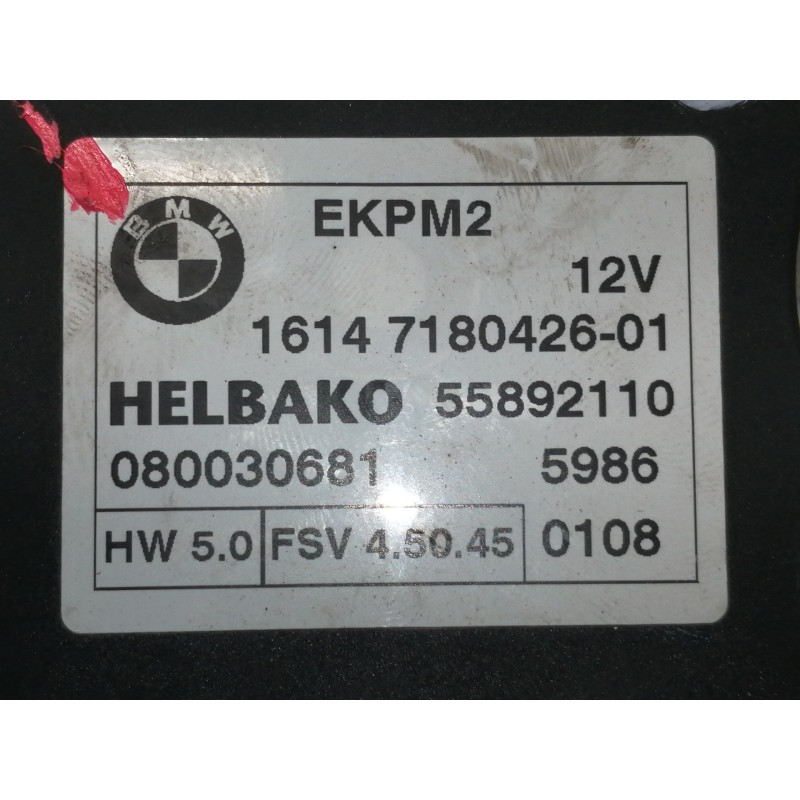 BMW
EKPM2
12V
1614 7180426-01
HELBAKO 55892110
080030681 5986
HW 5.0 FSV 4.50.45 0108